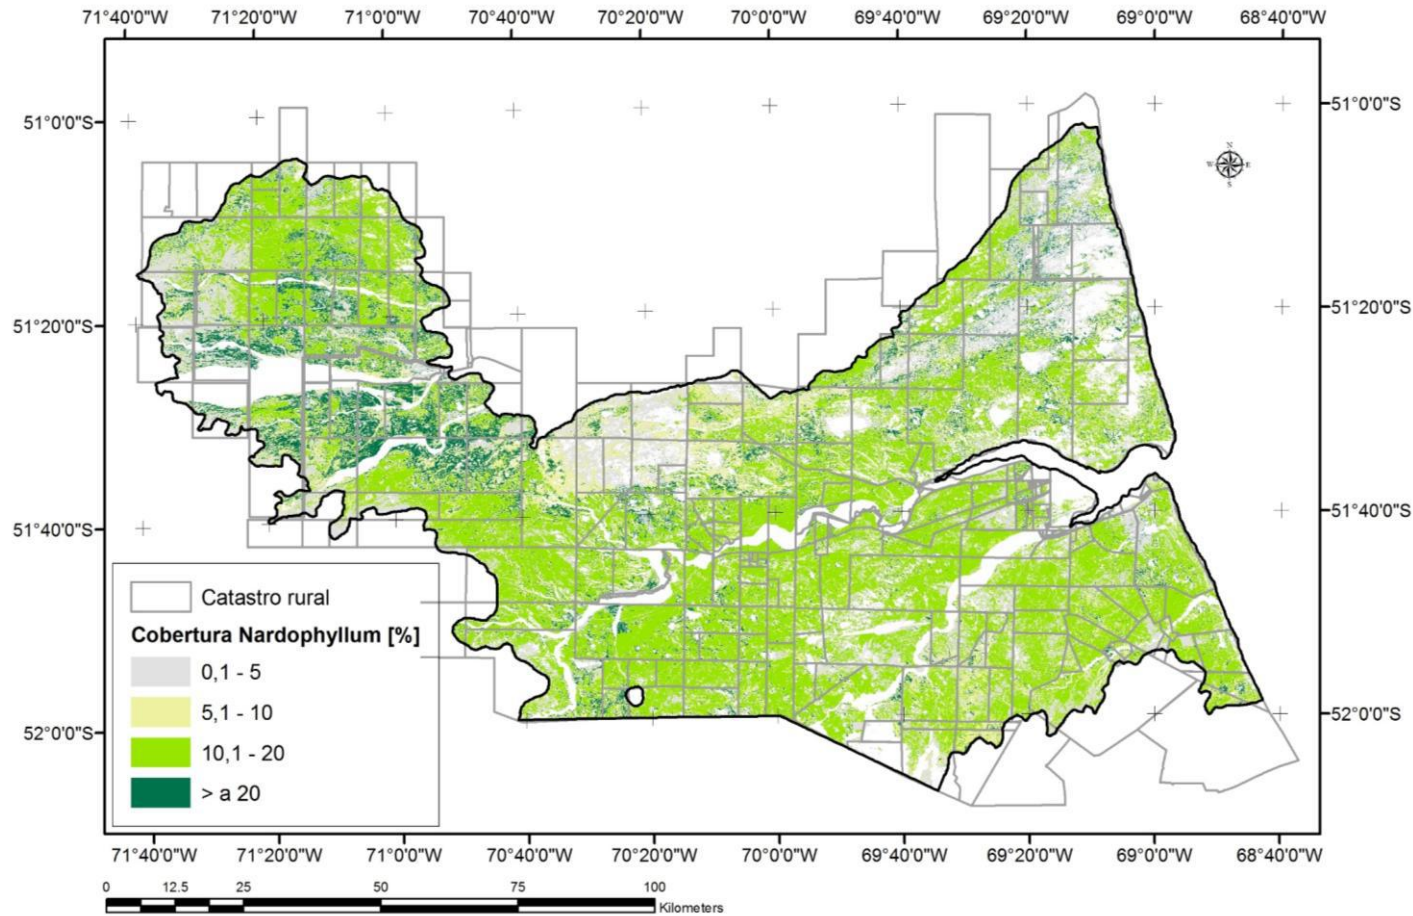 71°40'0"W 71°20'0"W 71°0'0"W 70°40'0"W 70°20'0"W 70°0'0"W 69°40'0"W 69°20'0"W 69°0'0"W 68°40'0"W
51°0'0"S 51°0'0"S
N
W E
S
51°20'0"S 51°20'0"S
51°40'0"S 51°40'0"S
Catastro rural
Cobertura Nardophyllum [%]
0,1 - 5
5,1 - 10
52°0'0"S 52°0'0"S
10,1 - 20
> a 20
71°40'0"W 71°20'0"W 71°0'0"W 70°40'0"W 70°20'0"W 70°0'0"W 69°40'0"W 69°20'0"W 69°0'0"W 68°40'0"W
0 12.5 25 50 75 100
Kilometers